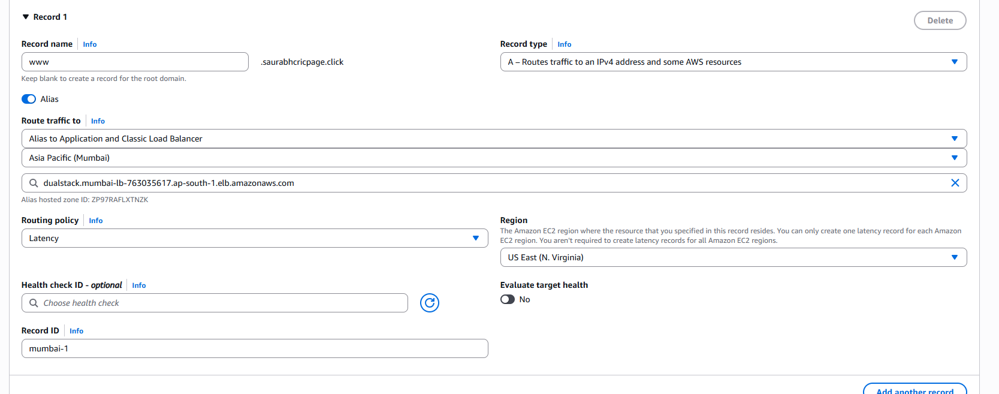 Record 1
Delete
Record name Info
Record type Info
www .saurabhcricpage.click
A – Routes traffic to an IPv4 address and some AWS resources
Keep blank to create a record for the root domain.
Alias
Route traffic to Info
Alias to Application and Classic Load Balancer
Asia Pacific (Mumbai)
dualstack.mumbai-lb-763035617.ap-south-1.elb.amazonaws.com
Alias hosted zone ID: ZP97RAFLXTNZK
Routing policy Info
Latency
Region
The Amazon EC2 region where the resource that you specified in this record resides. You can only create one latency record for each Amazon
EC2 region. You aren't required to create latency records for all Amazon EC2 regions.
US East (N. Virginia)
Health check ID - optional Info
Choose health check
Evaluate target health
No
Record ID Info
mumbai-1
Add another record